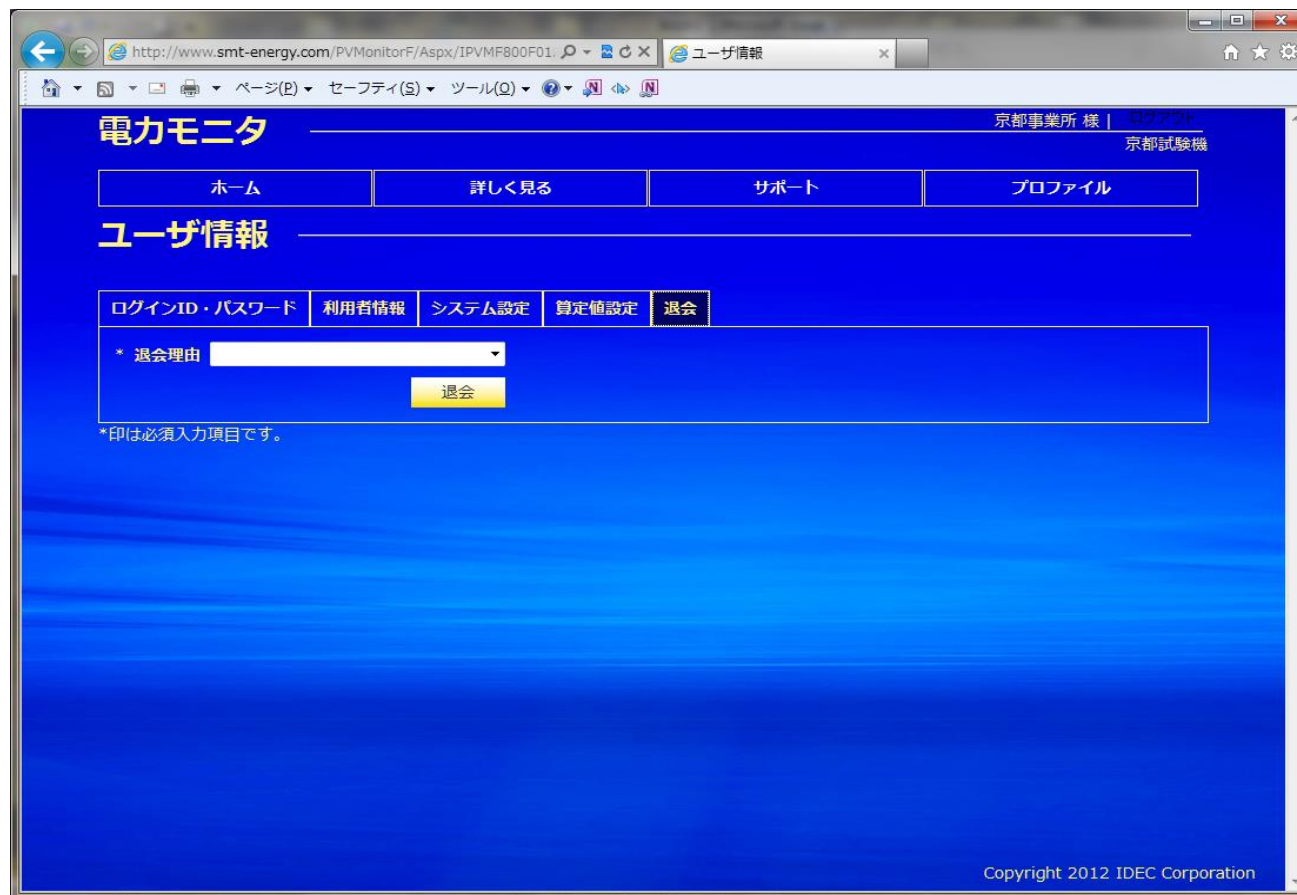 http://www.smt-energy.com/PVMonitorF/Aspx/IPVMF800F01.
ユーザ情報
ページ(P) セーフティ(S) ツール(O)
電力モニタ
京都事業所 様 | ログアウト
京都試験機
ホーム 詳しく見る サポート プロファイル
ユーザ情報
ログインID・パスワード 利用者情報 システム設定 算定値設定 退会
* 退会理由
退会
*印は必須入力項目です。
Copyright 2012 IDEC Corporation